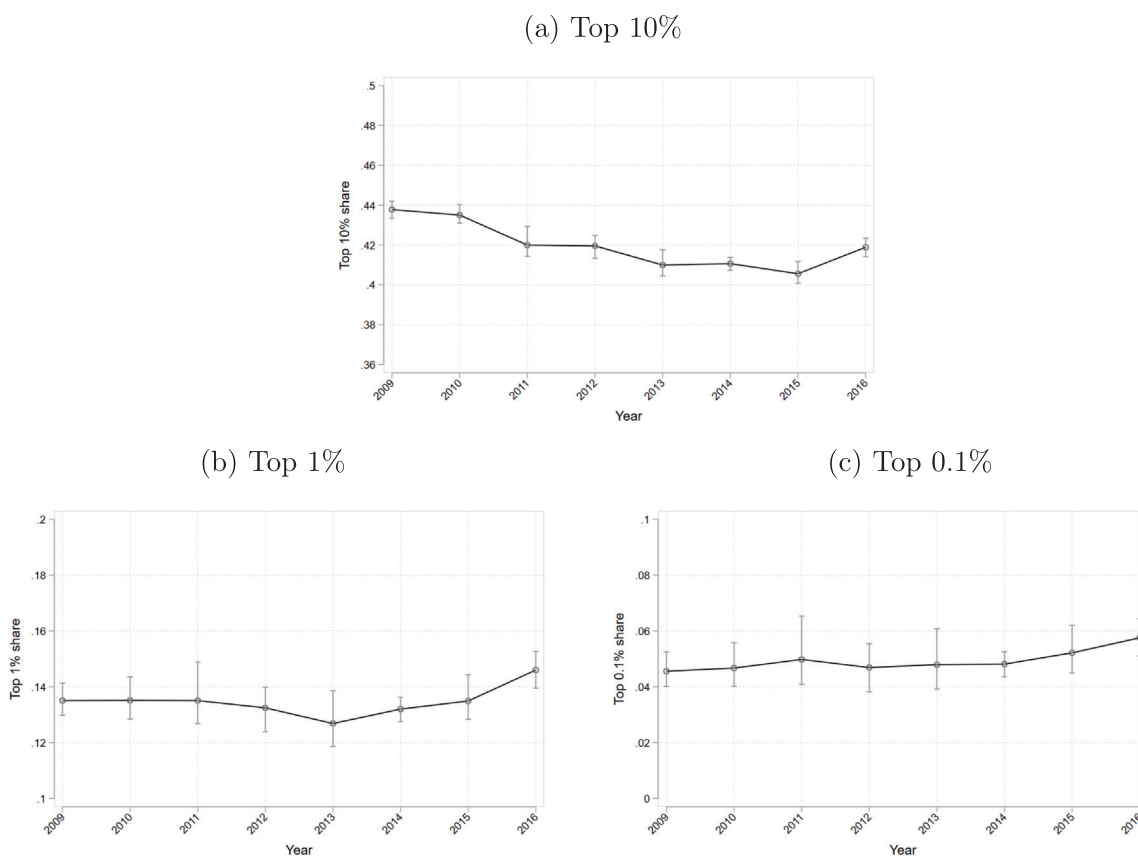 (a) Top 10%
.5
.48
.46
.44
.42
.4
.38
.36
Top 10% share
2009 2010 2011 2012 2013 2014 2015 2016
Year
(b) Top 1%
.2
.18
.16
.14
.12
.1
Top 1% share
2009 2010 2011 2012 2013 2014 2015 2016
Year
(c) Top 0.1%
.1
.08
.06
.04
.02
0
Top 0.1% share
2009 2010 2011 2012 2013 2014 2015 2016
Year